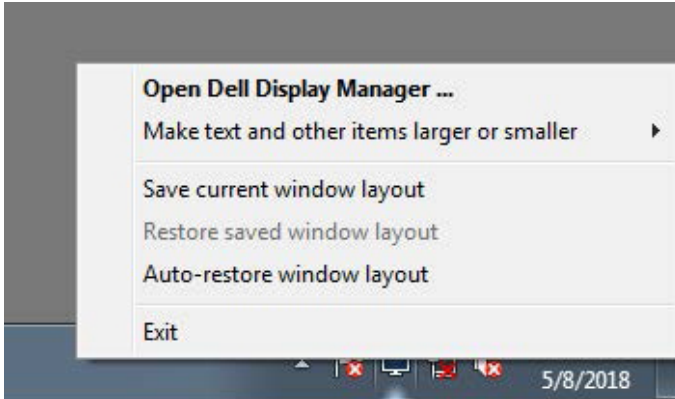 Open Dell Display Manager ...
Make text and other items larger or smaller
Save current window layout
Restore saved window layout
Auto-restore window layout
Exit
5/8/2018